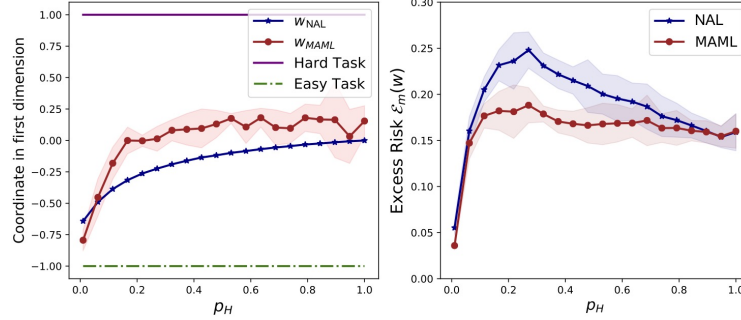 1.00
0.75
0.50
0.25
0.00
−0.25
−0.50
−0.75
−1.00
Coordinate in first dimension
w_NAL
w_MAML
Hard Task
Easy Task
0.0 0.2 0.4 0.6 0.8 1.0
p_H
0.30
0.25
0.20
0.15
0.10
0.05
0.00
Excess Risk ℰ_m(w)
NAL
MAML
0.0 0.2 0.4 0.6 0.8 1.0
p_H